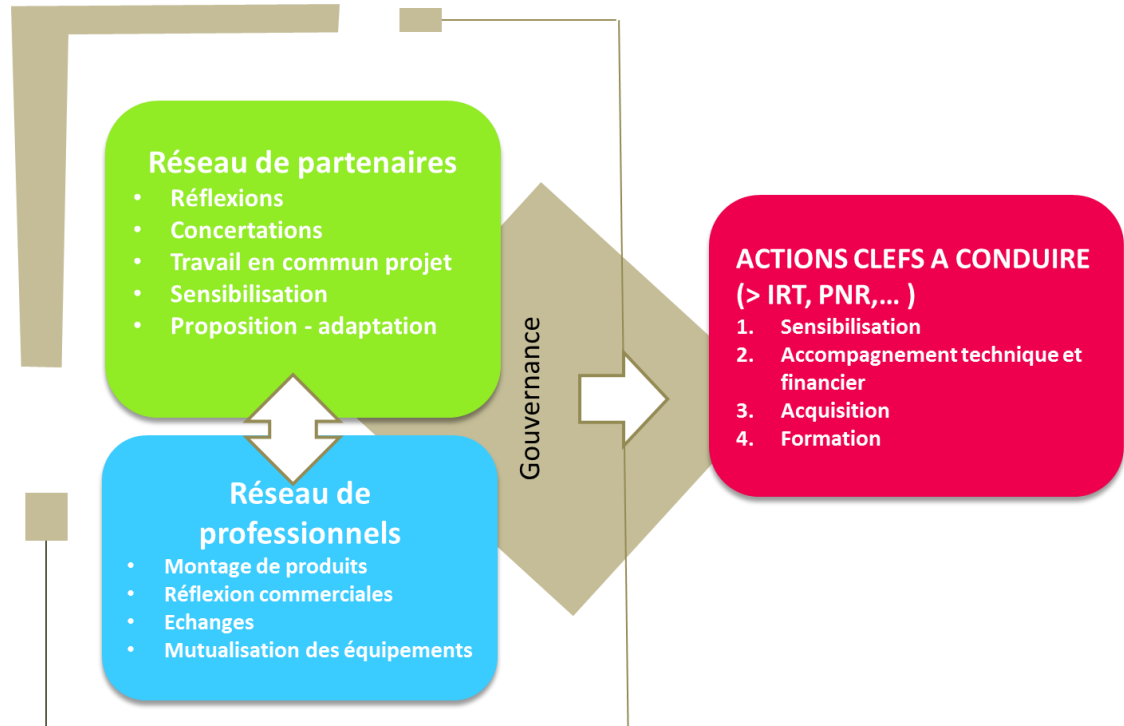 Réseau de partenaires
• Réflexions
• Concertations
• Travail en commun projet
• Sensibilisation
• Proposition - adaptation
Réseau de
professionnels
• Montage de produits
• Réflexion commerciales
• Echanges
• Mutualisation des équipements
Gouvernance
ACTIONS CLEFS A CONDUIRE
(> IRT, PNR,... )
1. Sensibilisation
2. Accompagnement technique et
financier
3. Acquisition
4. Formation